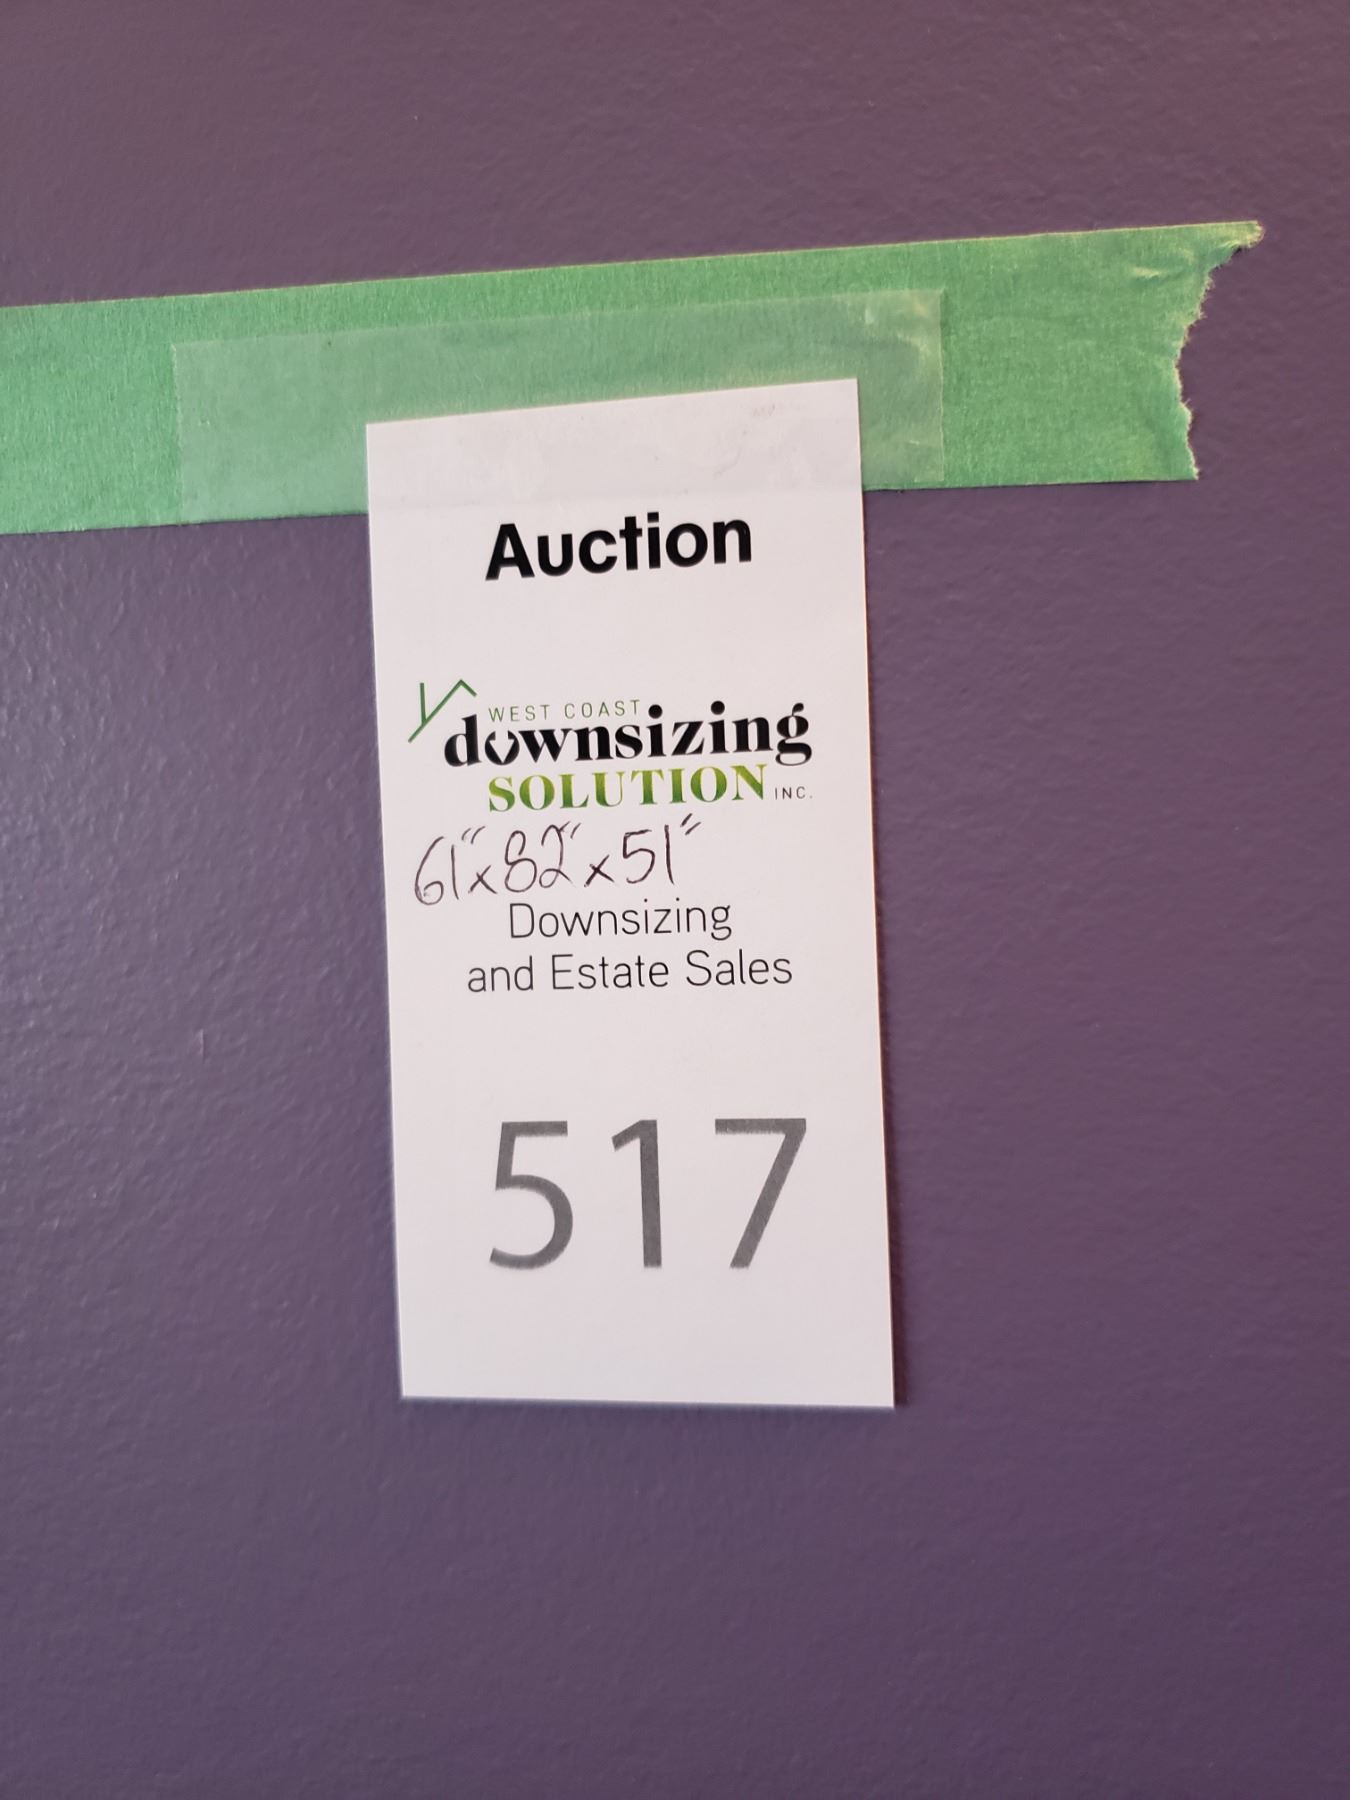 Auction
WEST COAST
downsizing
SOLUTION INC.
61"x82"x51"
Downsizing
and Estate Sales
517